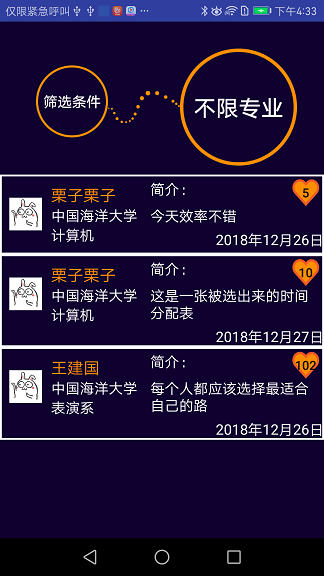 仅限紧急呼叫 ... 下午4:33
筛选条件
不限专业
栗子栗子
中国海洋大学
计算机
简介:
今天效率不错
5
2018年12月26日
栗子栗子
中国海洋大学
计算机
简介:
这是一张被选出来的时间
分配表
10
2018年12月27日
王建国
中国海洋大学
表演系
简介:
每个人都应该选择最适合
自己的路
102
2018年12月26日